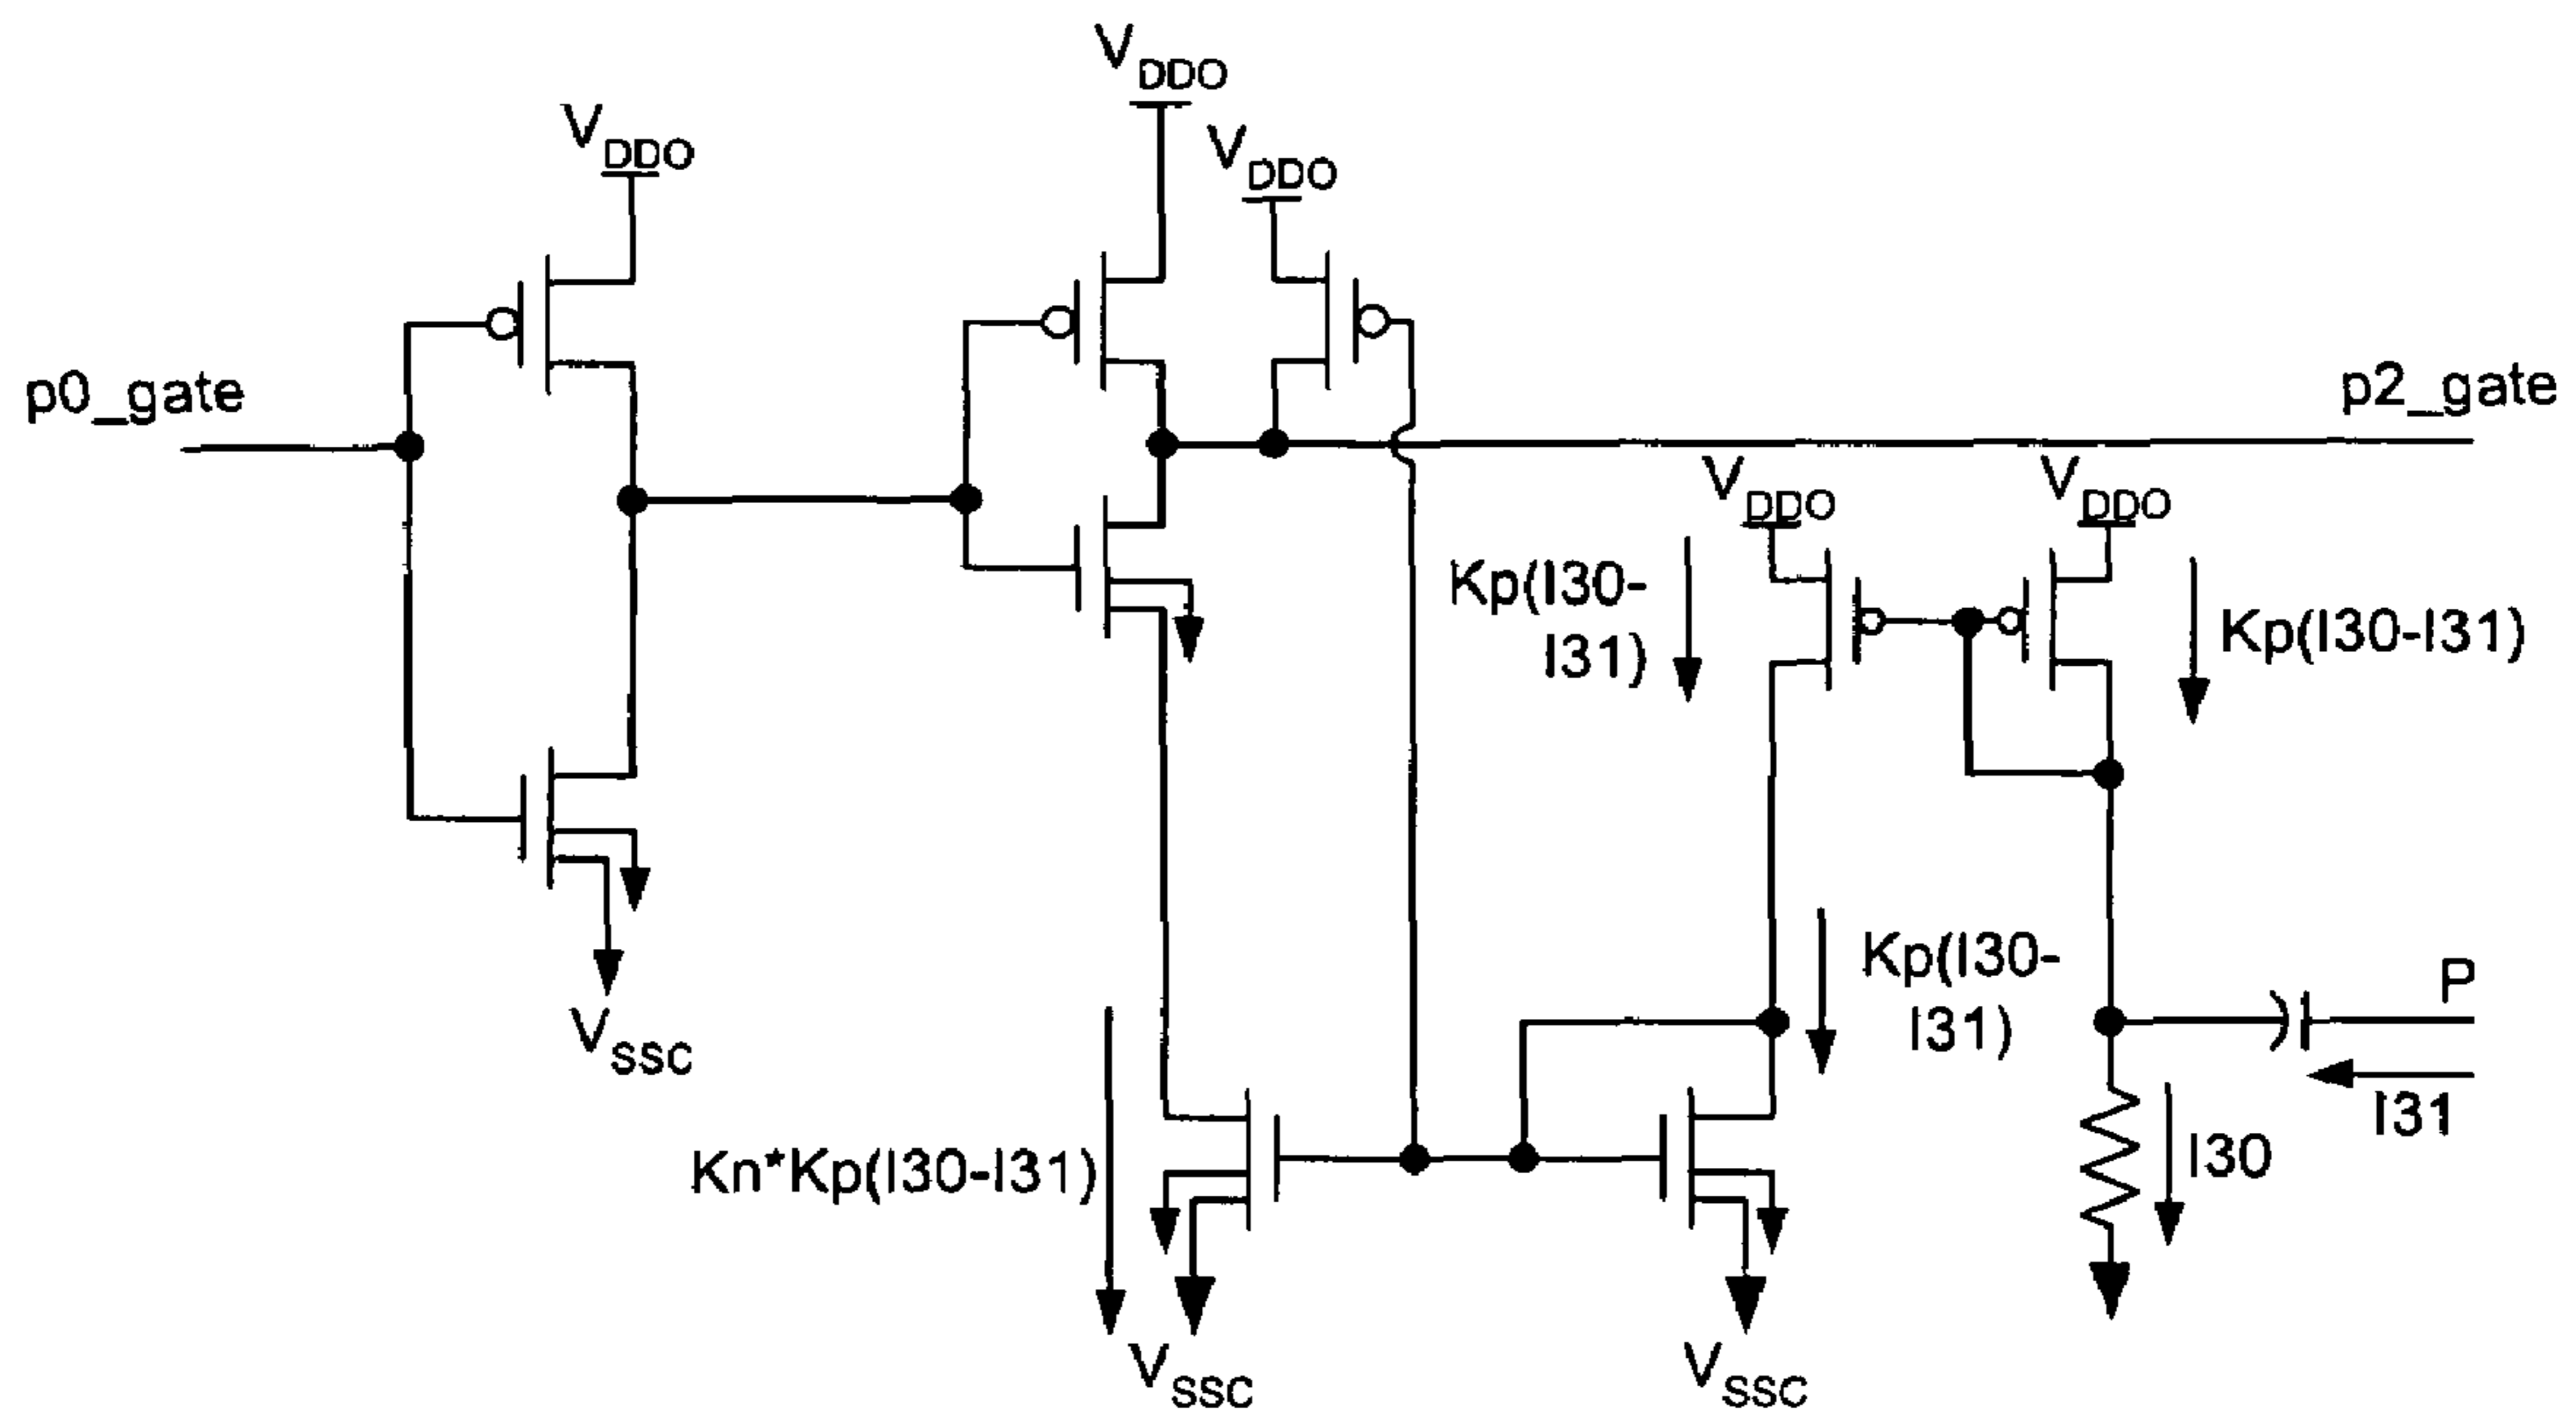 VDDO
VDDO
VDDO
p0_gate
p2_gate
VDDO
VDDO
Kp(I30-
I31)
Kp(I30-I31)
Kp(I30-
I31)
P
I31
VSSC
Kn*Kp(I30-I31)
I30
VSSC
VSSC